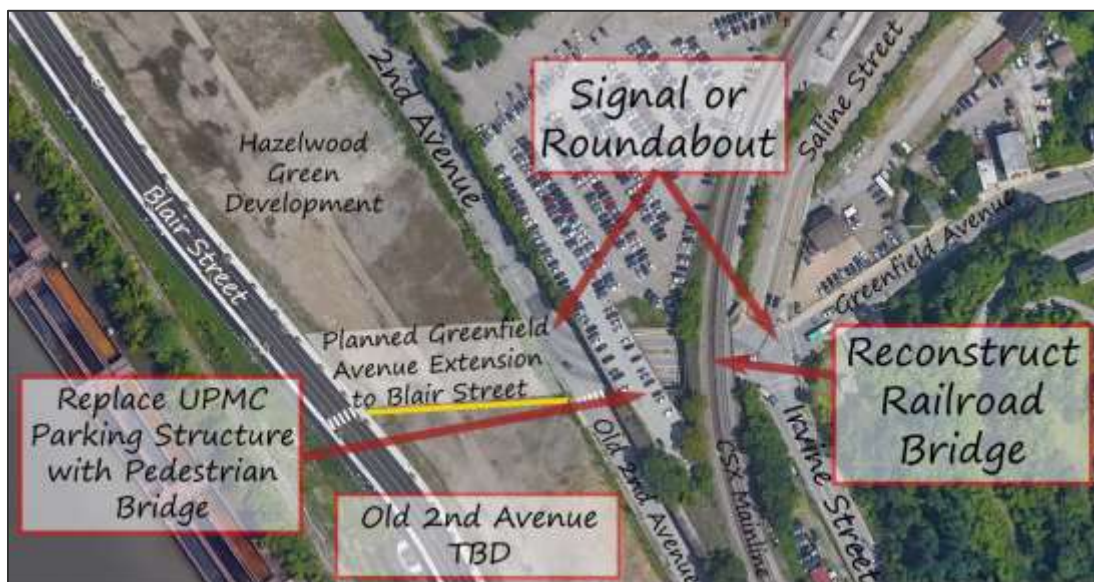 2nd Avenue
Hazelwood
Green
Development
Blair Street
Signal or
Roundabout
Saline Street
Greenfield Avenue
Planned Greenfield
Avenue Extension
to Blair Street
Replace UPMC
Parking Structure
with Pedestrian
Bridge
Old 2nd Avenue
TBD
Old 2nd Avenue
CSX Mainline
Irvine Street
Reconstruct
Railroad
Bridge